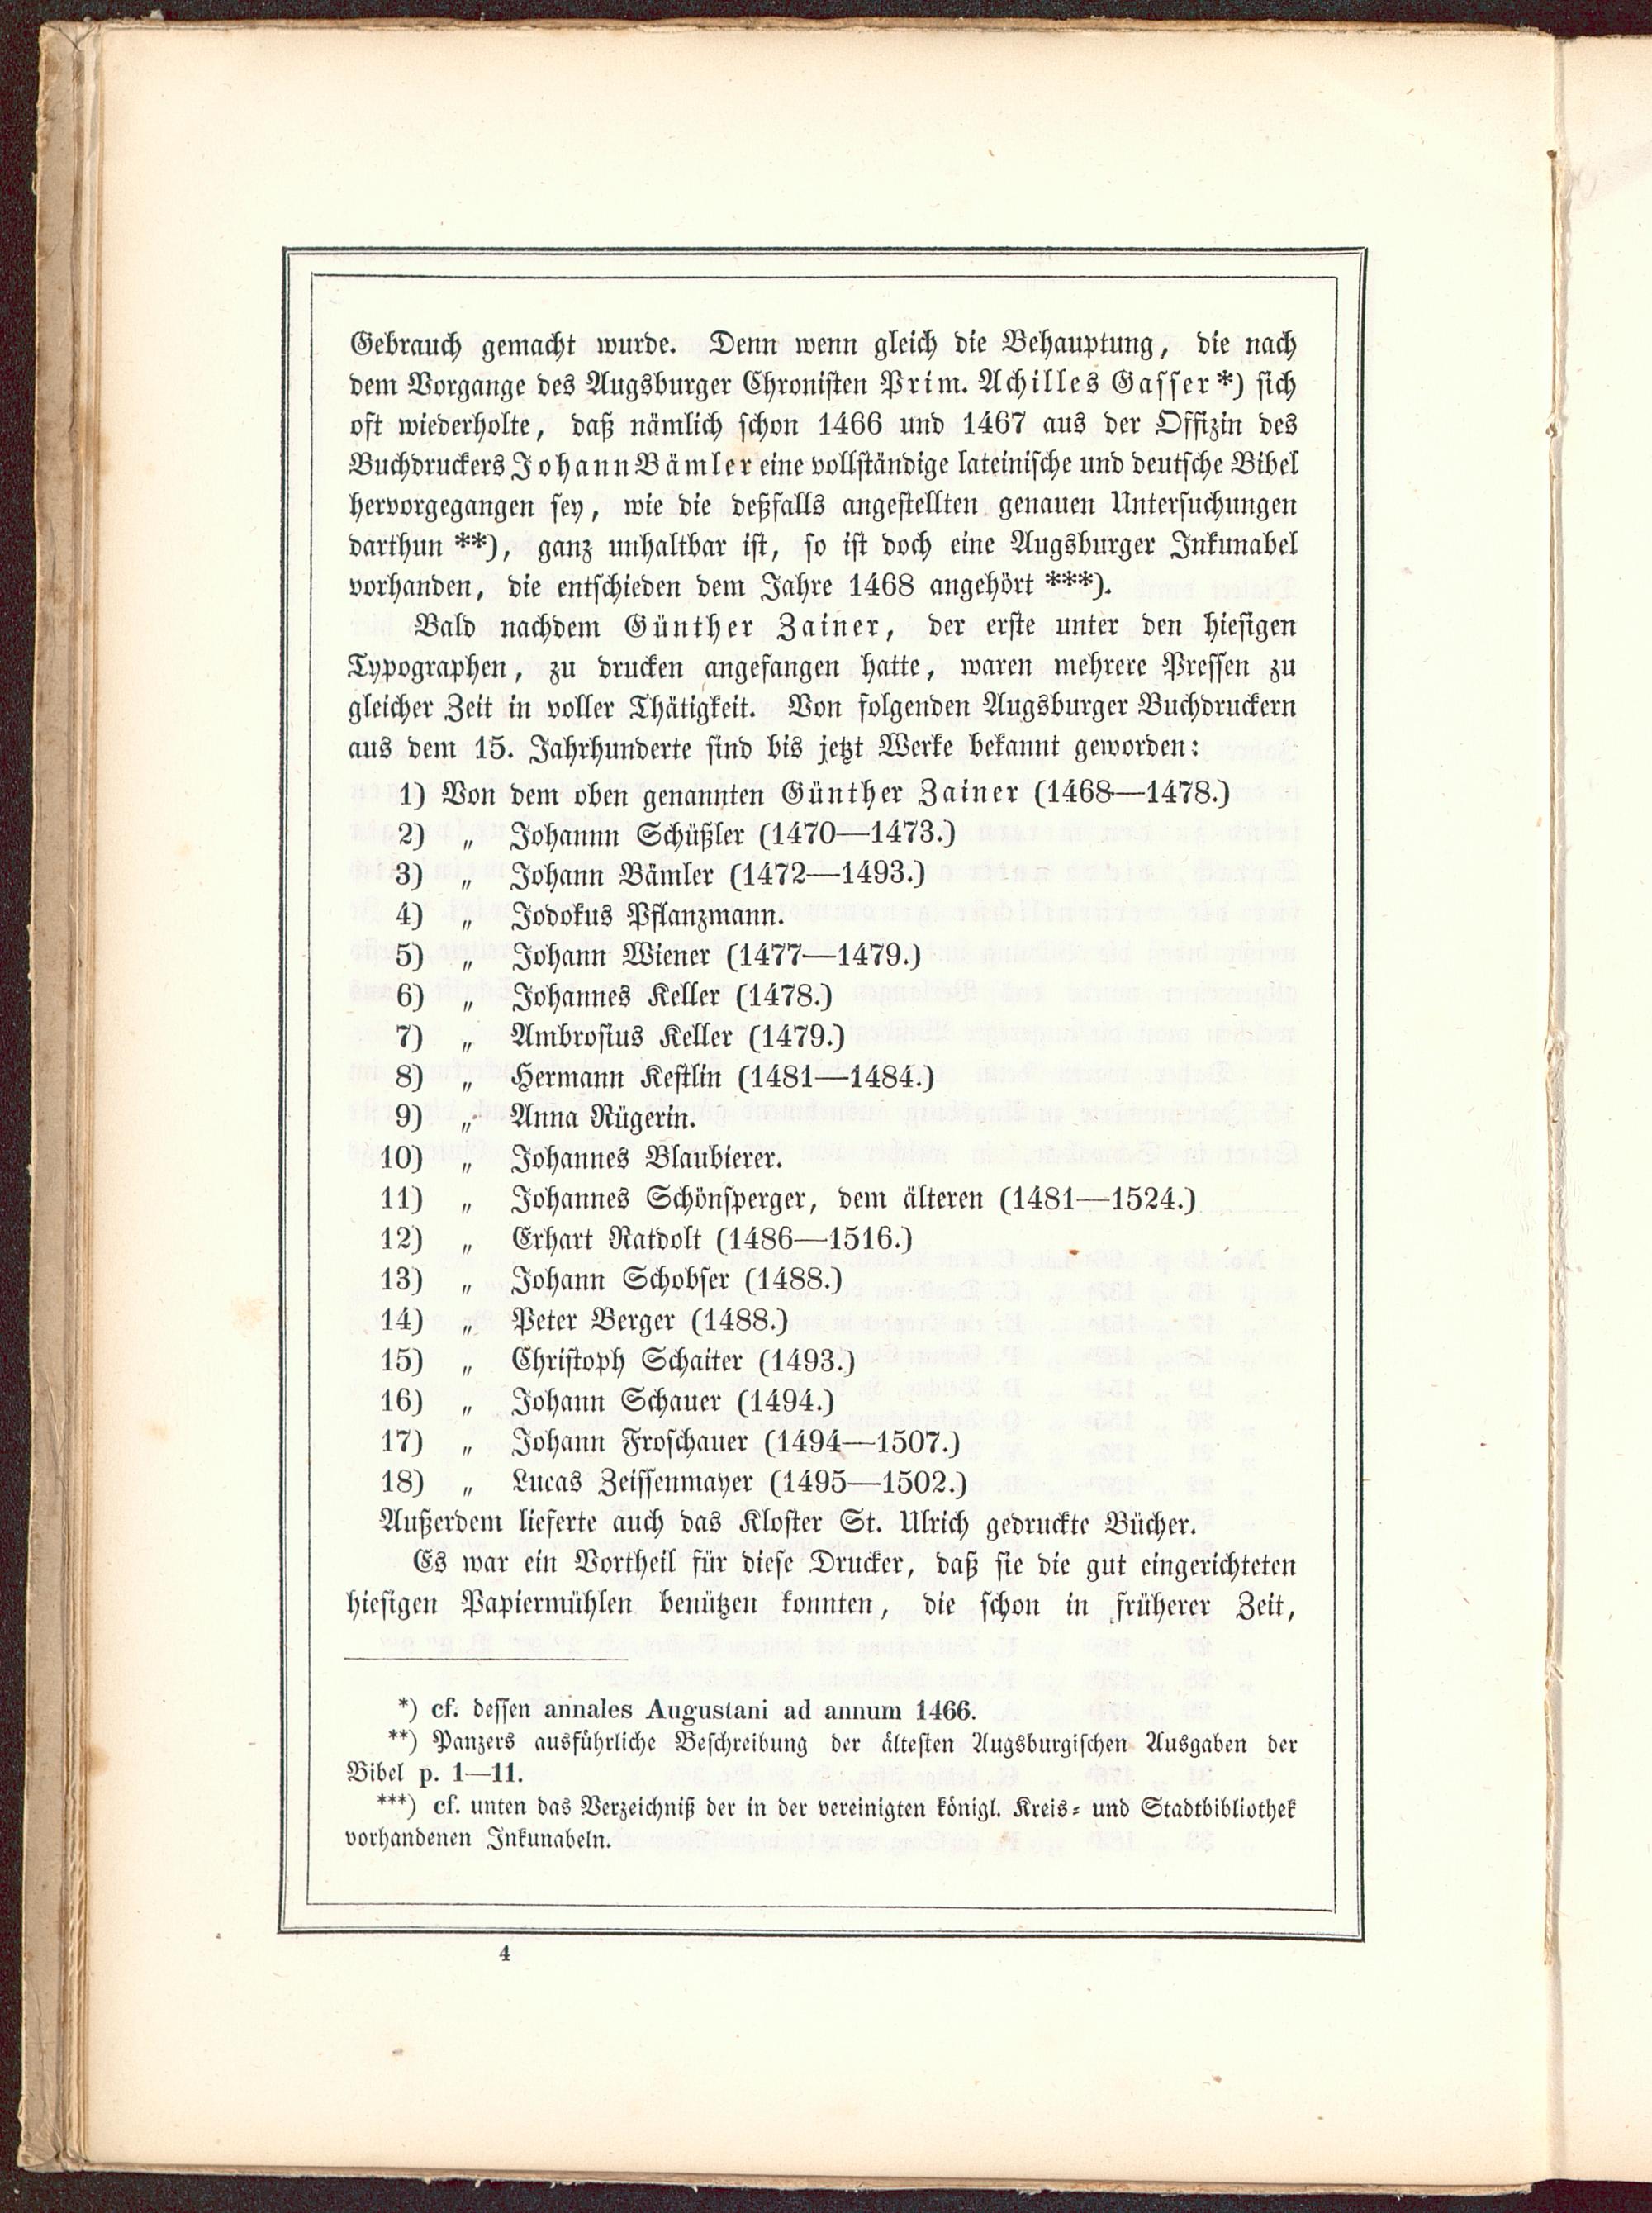 Gebrauch gemacht wurde. Denn wenn gleich die Behauptung, die nach
dem Vorgange des Augsburger Chronisten Prim. Achilles Gasser *) sich
oft wiederholte, daß nämlich schon 1466 und 1467 aus der Offizin des
Buchdruckers Johann Bämler eine vollständige lateinische und deutsche Bibel
hervorgegangen sey, wie die deßfalls angestellten genauen Untersuchungen
darthun **), ganz unhaltbar ist, so ist doch eine Augsburger Inkunabel
vorhanden, die entschieden dem Jahre 1468 angehört ***).
Bald nachdem Günther Zainer, der erste unter den hiesigen
Typographen, zu drucken angefangen hatte, waren mehrere Pressen zu
gleicher Zeit in voller Thätigkeit. Von folgenden Augsburger Buchdruckern
aus dem 15. Jahrhunderte sind bis jetzt Werke bekannt geworden:
1) Von dem oben genannten Günther Zainer (1468—1478.)
2) „ Johann Schüßler (1470—1473.)
3) „ Johann Bämler (1472—1493.)
4) „ Jodokus Pflanzmann.
5) „ Johann Wiener (1477—1479.)
6) „ Johannes Keller (1478.)
7) „ Ambrosius Keller (1479.)
8) „ Hermann Kestlin (1481—1484.)
9) „ Anna Rügerin.
10) „ Johannes Blaubierer.
11) „ Johannes Schönsperger, dem älteren (1481—1524.)
12) „ Erhart Ratdolt (1486—1516.)
13) „ Johann Schobser (1488.)
14) „ Peter Berger (1488.)
15) „ Christoph Schaiter (1493.)
16) „ Johann Schauer (1494.)
17) „ Johann Froschauer (1494—1507.)
18) „ Lucas Zeissenmayer (1495—1502.)
Außerdem lieferte auch das Kloster St. Ulrich gedruckte Bücher.
Es war ein Vortheil für diese Drucker, daß sie die gut eingerichteten
hiesigen Papiermühlen benützen konnten, die schon in früherer Zeit,
*) cf. dessen annales Augustani ad annum 1466.
**) Panzers ausführliche Beschreibung der ältesten Augsburgischen Ausgaben der
Bibel p. 1—11.
***) cf. unten das Verzeichniß der in der vereinigten königl. Kreis- und Stadtbibliothek
vorhandenen Inkunabeln.
4